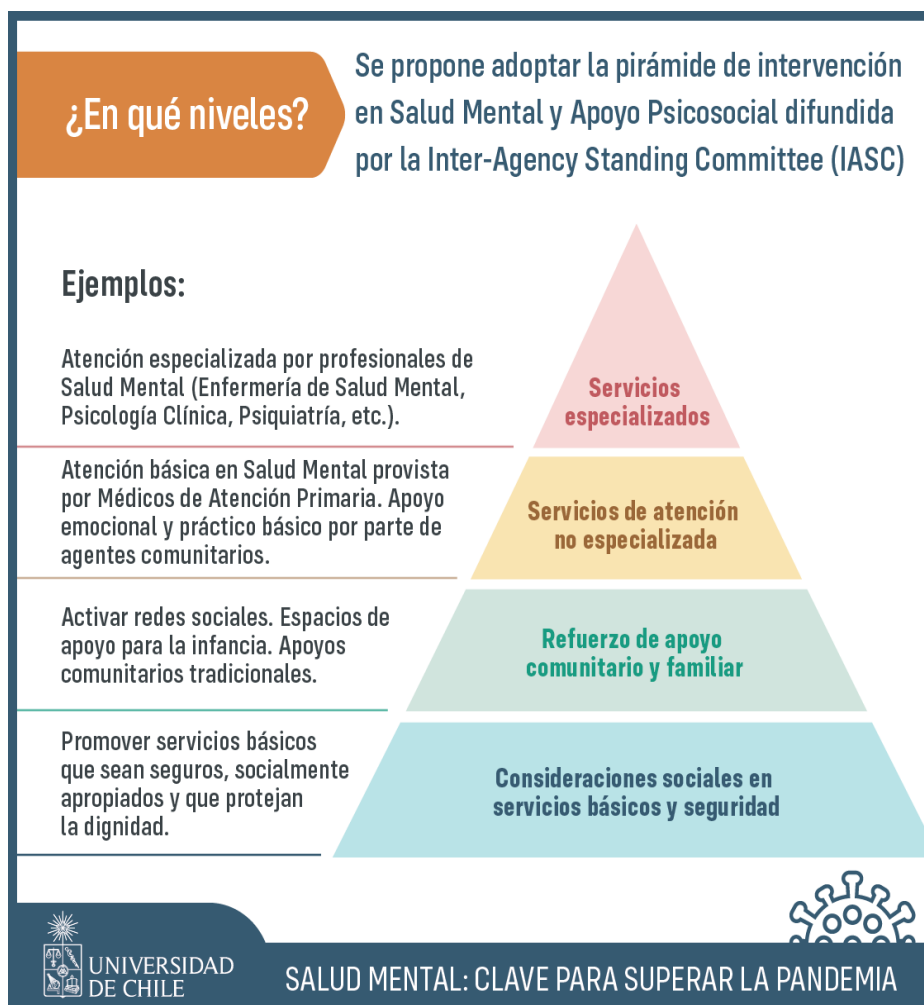 ¿En qué niveles?
Se propone adoptar la pirámide de intervención
en Salud Mental y Apoyo Psicosocial difundida
por la Inter-Agency Standing Committee (IASC)
Ejemplos:
Atención especializada por profesionales de
Salud Mental (Enfermería de Salud Mental,
Psicología Clínica, Psiquiatría, etc.).
Servicios
especializados
Atención básica en Salud Mental provista
por Médicos de Atención Primaria. Apoyo
emocional y práctico básico por parte de
agentes comunitarios.
Servicios de atención
no especializada
Activar redes sociales. Espacios de
apoyo para la infancia. Apoyos
comunitarios tradicionales.
Refuerzo de apoyo
comunitario y familiar
Promover servicios básicos
que sean seguros, socialmente
apropiados y que protejan
la dignidad.
Consideraciones sociales en
servicios básicos y seguridad
UNIVERSIDAD
DE CHILE
SALUD MENTAL: CLAVE PARA SUPERAR LA PANDEMIA